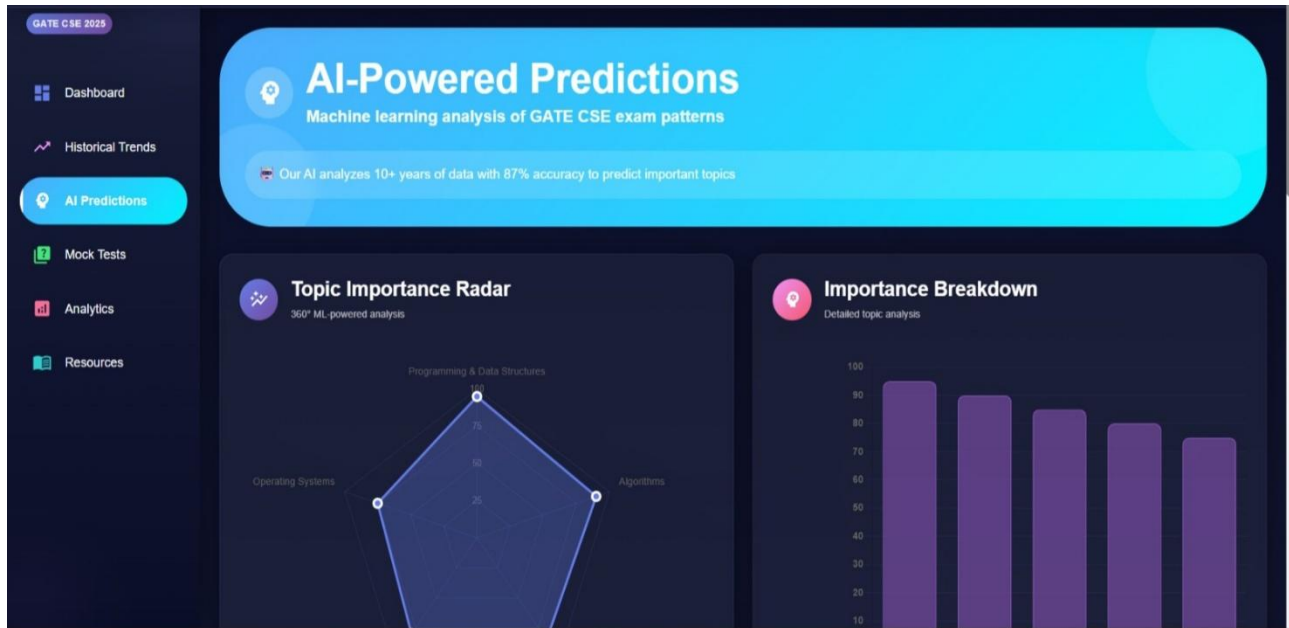 GATE CSE 2025
Dashboard
Historical Trends
AI Predictions
Mock Tests
Analytics
Resources
AI-Powered Predictions
Machine learning analysis of GATE CSE exam patterns
Our AI analyzes 10+ years of data with 87% accuracy to predict important topics
Topic Importance Radar
360° ML-powered analysis
Programming & Data Structures
100
75
50
25
Operating Systems
Algorithms
Importance Breakdown
Detailed topic analysis
100
90
80
70
60
50
40
30
20
10